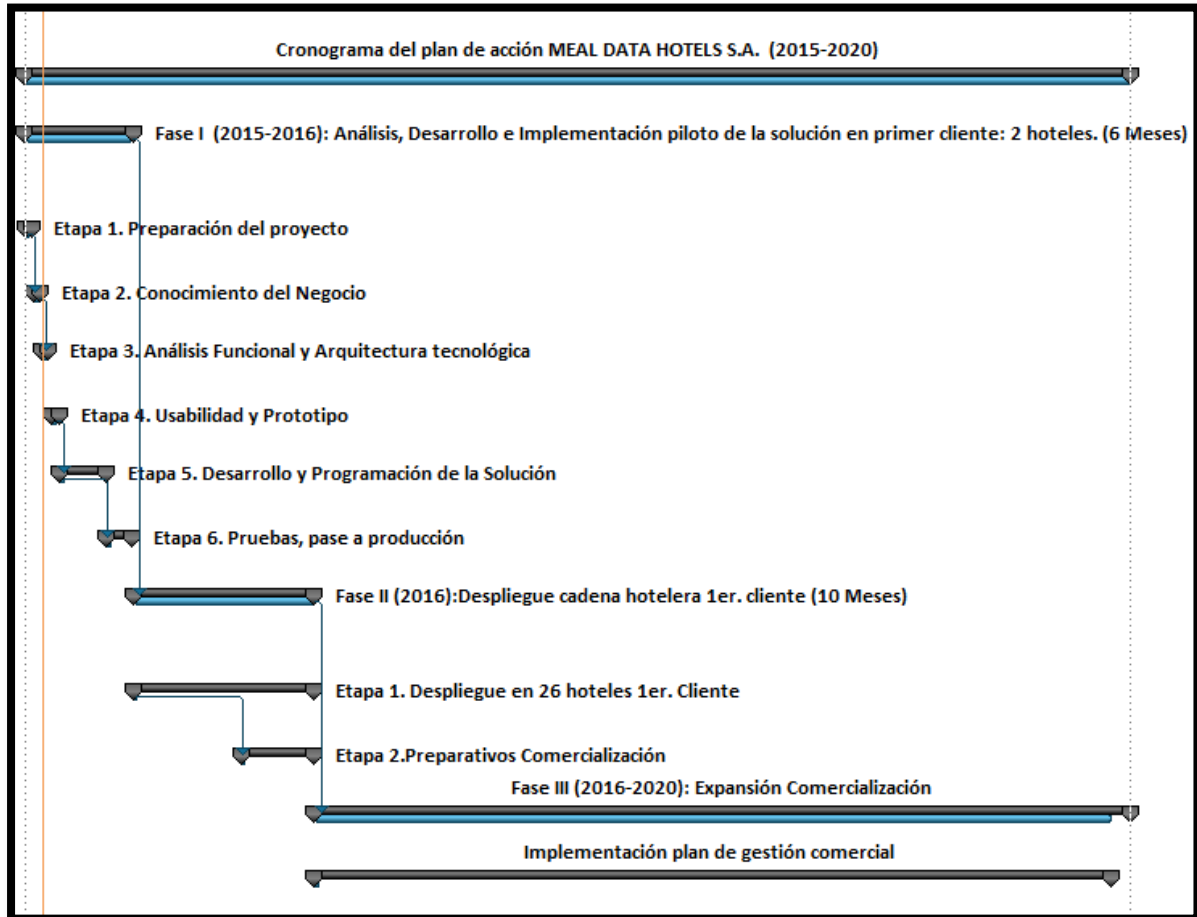 Cronograma del plan de acción MEAL DATA HOTELS S.A. (2015-2020)
Fase I (2015-2016): Análisis, Desarrollo e Implementación piloto de la solución en primer cliente: 2 hoteles. (6 Meses)
Etapa 1. Preparación del proyecto
Etapa 2. Conocimiento del Negocio
Etapa 3. Análisis Funcional y Arquitectura tecnológica
Etapa 4. Usabilidad y Prototipo
Etapa 5. Desarrollo y Programación de la Solución
Etapa 6. Pruebas, pase a producción
Fase II (2016):Despliegue cadena hotelera 1er. cliente (10 Meses)
Etapa 1. Despliegue en 26 hoteles 1er. Cliente
Etapa 2.Preparativos Comercialización
Fase III (2016-2020): Expansión Comercialización
Implementación plan de gestión comercial